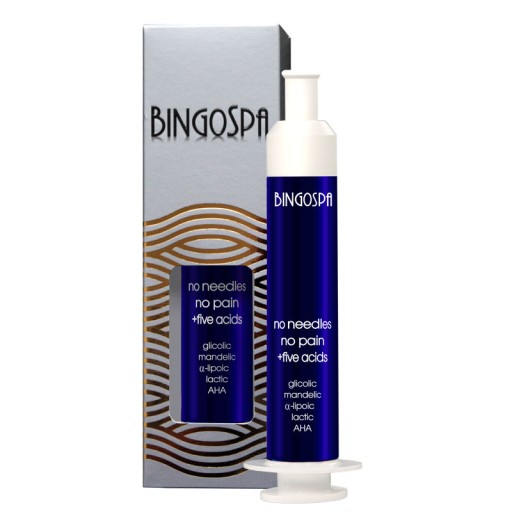 BINGOSPA
no needles
no pain
+five acids
glicolic
mandelic
α-lipoic
lactic
AHA
BINGOSPA
no needles
no pain
+five acids
glicolic
mandelic
α-lipoic
lactic
AHA